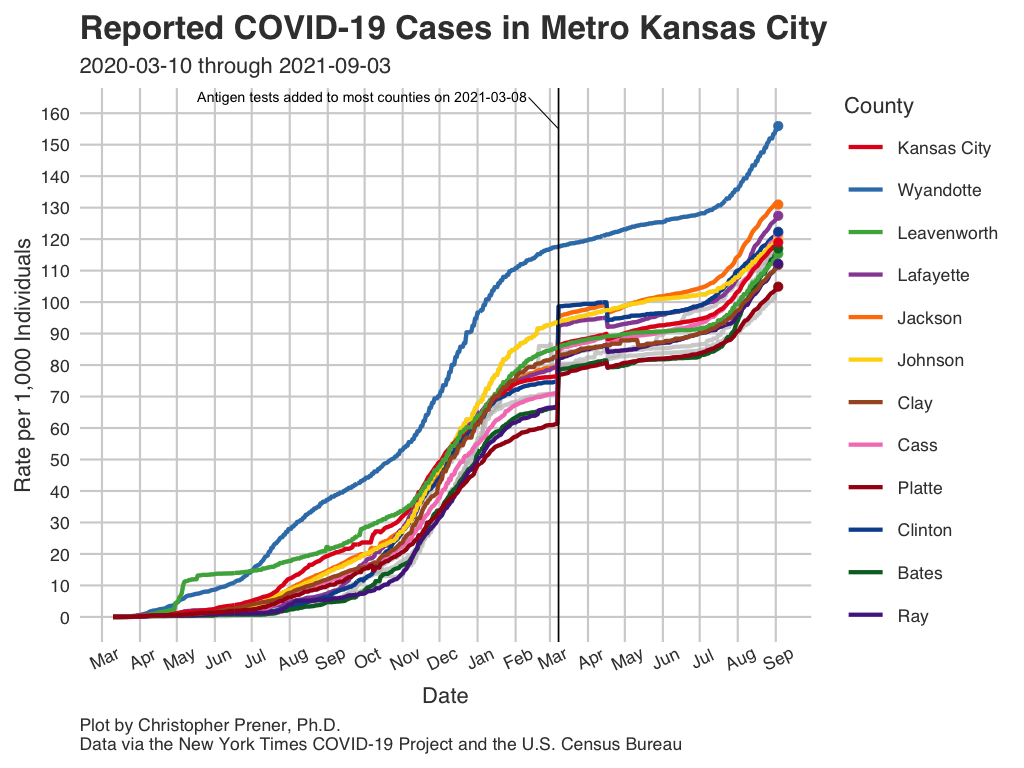 Reported COVID-19 Cases in Metro Kansas City
2020-03-10 through 2021-09-03
Antigen tests added to most counties on 2021-03-08
Rate per 1,000 Individuals
160
150
140
130
120
110
100
90
80
70
60
50
40
30
20
10
0
Mar Apr May Jun Jul Aug Sep Oct Nov Dec Jan Feb Mar Apr May Jun Jul Aug Sep
Date
County
Kansas City
Wyandotte
Leavenworth
Lafayette
Jackson
Johnson
Clay
Cass
Platte
Clinton
Bates
Ray
Plot by Christopher Prener, Ph.D.
Data via the New York Times COVID-19 Project and the U.S. Census Bureau